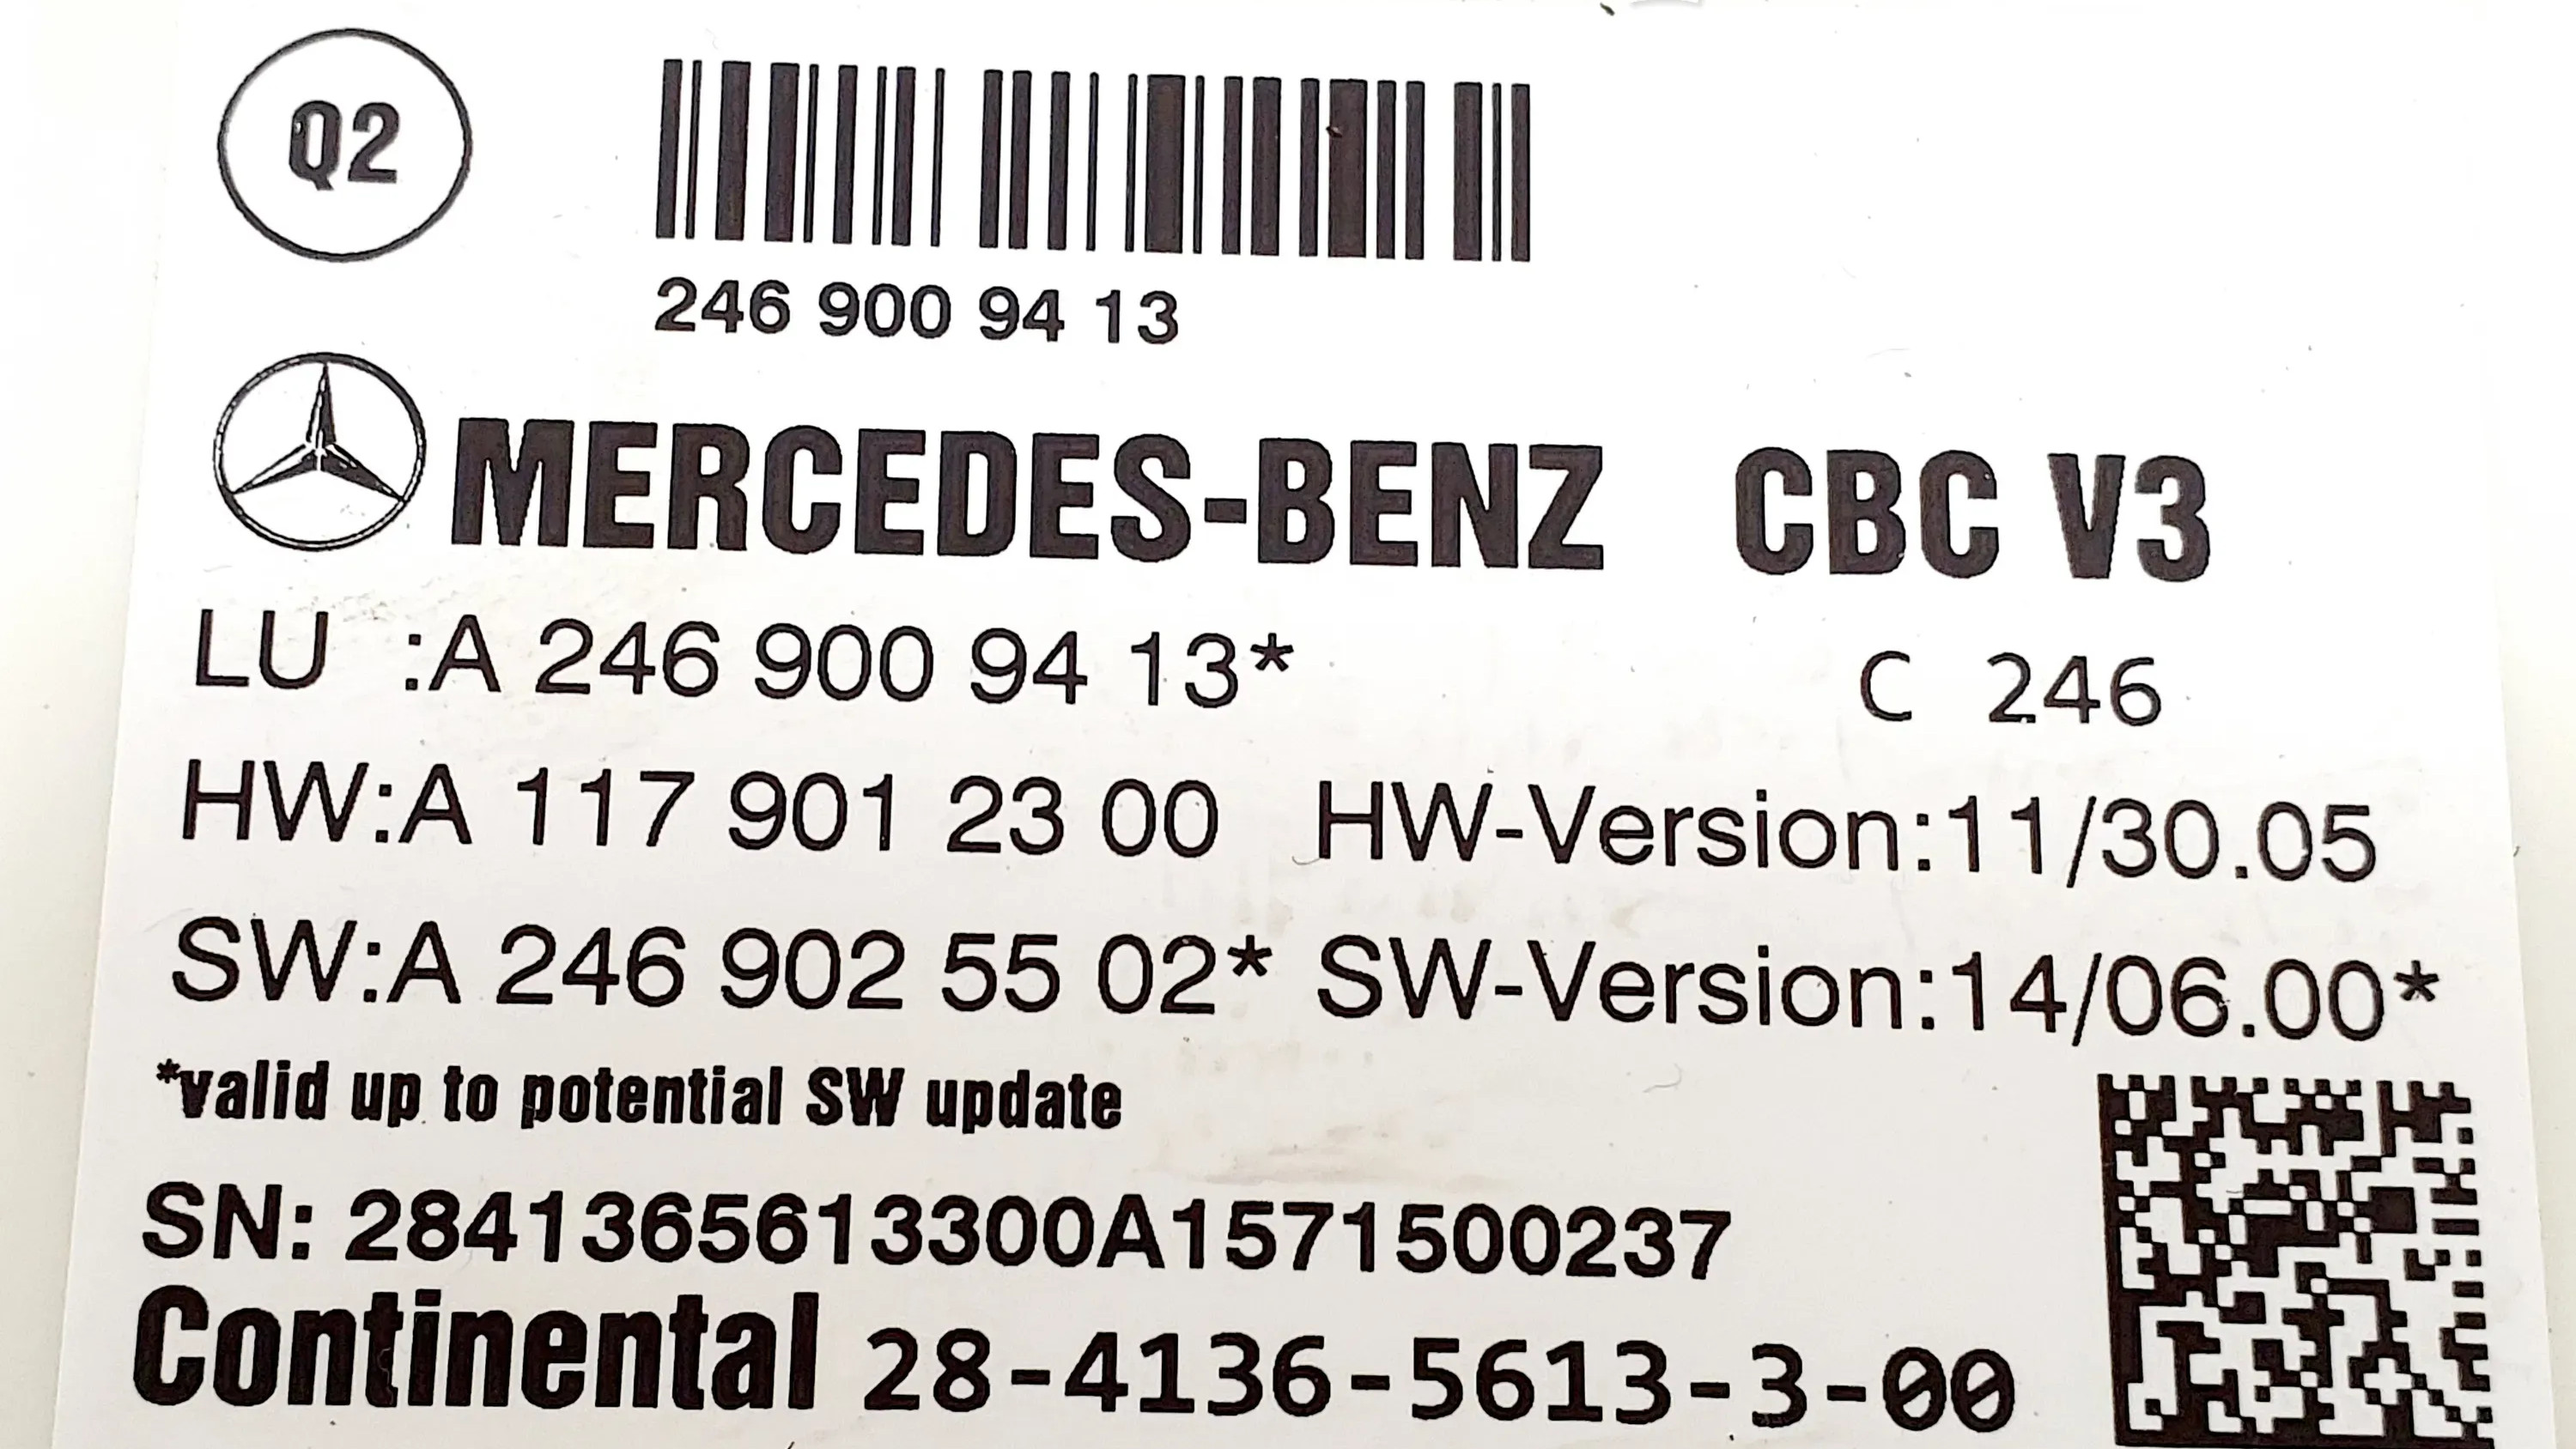 Q2
246 900 94 13
MERCEDES-BENZ CBC V3
LU :A 246 900 94 13* C 246
HW:A 117 901 23 00 HW-Version:11/30.05
SW:A 246 902 55 02* SW-Version:14/06.00*
*valid up to potential SW update
SN: 2841365613300A1571500237
Continental 28-4136-5613-3-00